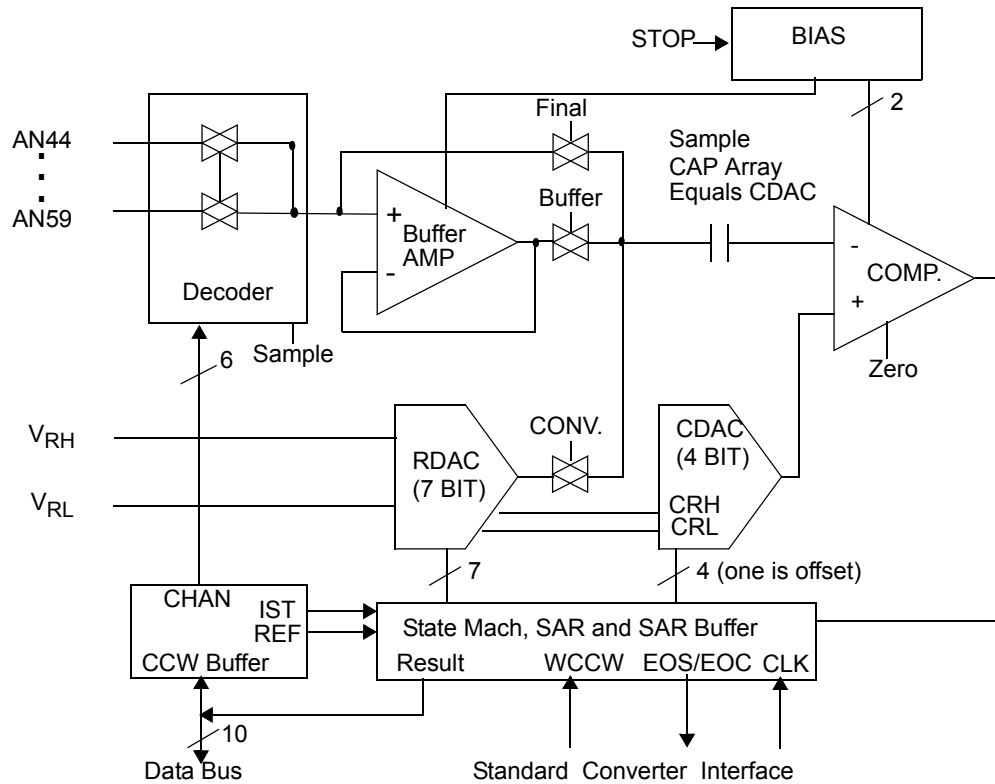 STOP
BIAS
2
Final
Sample
CAP Array
Equals CDAC
AN44
AN59
Buffer
+
Buffer
AMP
-
-
COMP.
+
Decoder
Sample
Zero
6
VRH
VRL
RDAC
(7 BIT)
CONV.
CDAC
(4 BIT)
CRH
CRL
7
4 (one is offset)
CHAN
IST
REF
CCW Buffer
State Mach, SAR and SAR Buffer
Result
WCCW
EOS/EOC
CLK
10
Data Bus
Standard Converter Interface